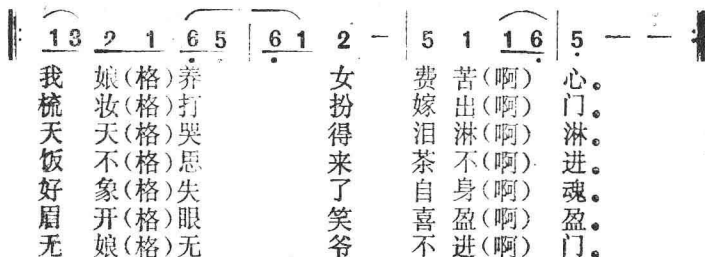 1 3 2 1 6 5 | 6 1 2 — | 5 1 1 6 5 — —
我 娘(格)养 女 费 苦(啊) 心。
梳 妆(格)打 扮 嫁 出(啊) 门。
天 天(格)哭 得 泪 淋(啊) 淋。
饭 不(格)思 来 茶 不(啊) 进。
好 象(格)失 了 自 身(啊) 魂。
眉 开(格)眼 笑 喜 盈(啊) 盈。
无 娘(格)无 爷 不 进(啊) 门。